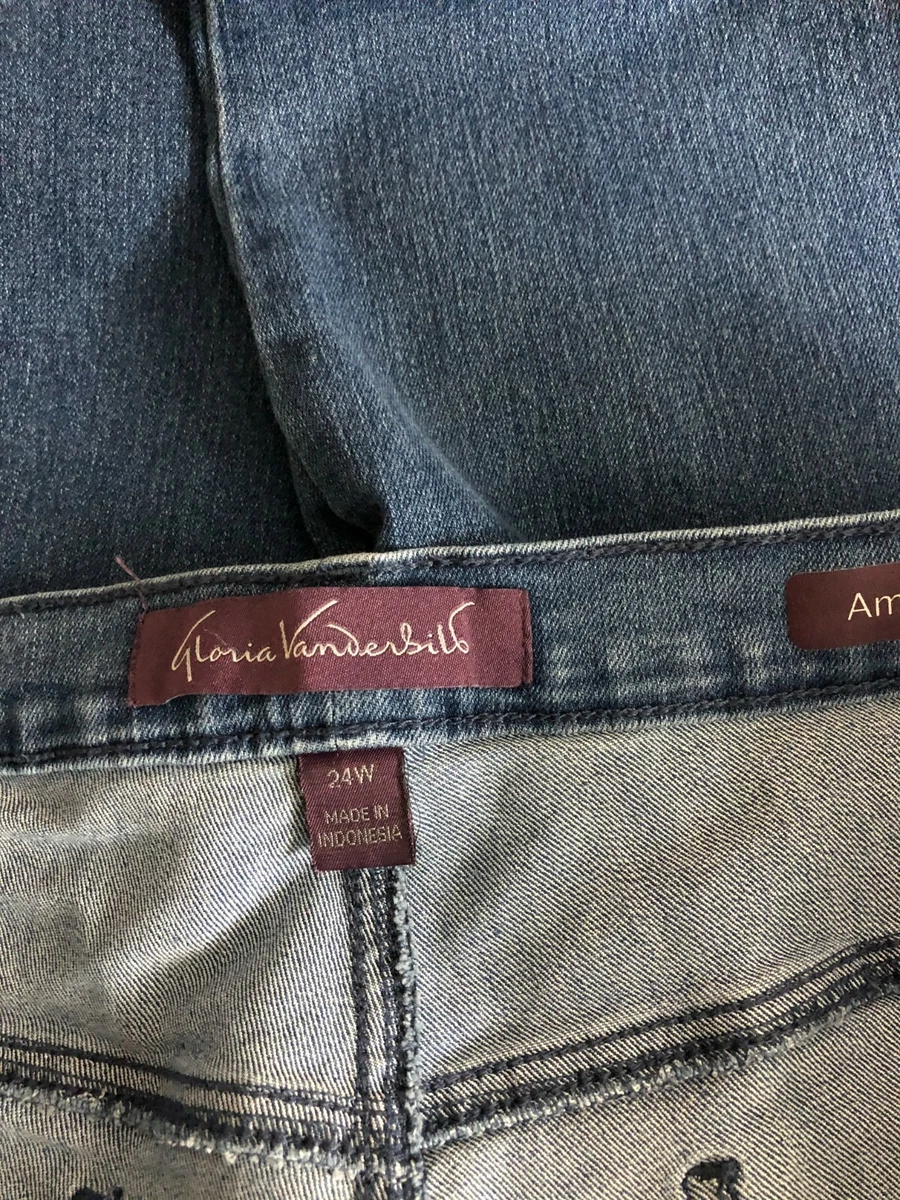 Gloria Vanderbilt
Am
24W
MADE IN
INDONESIA